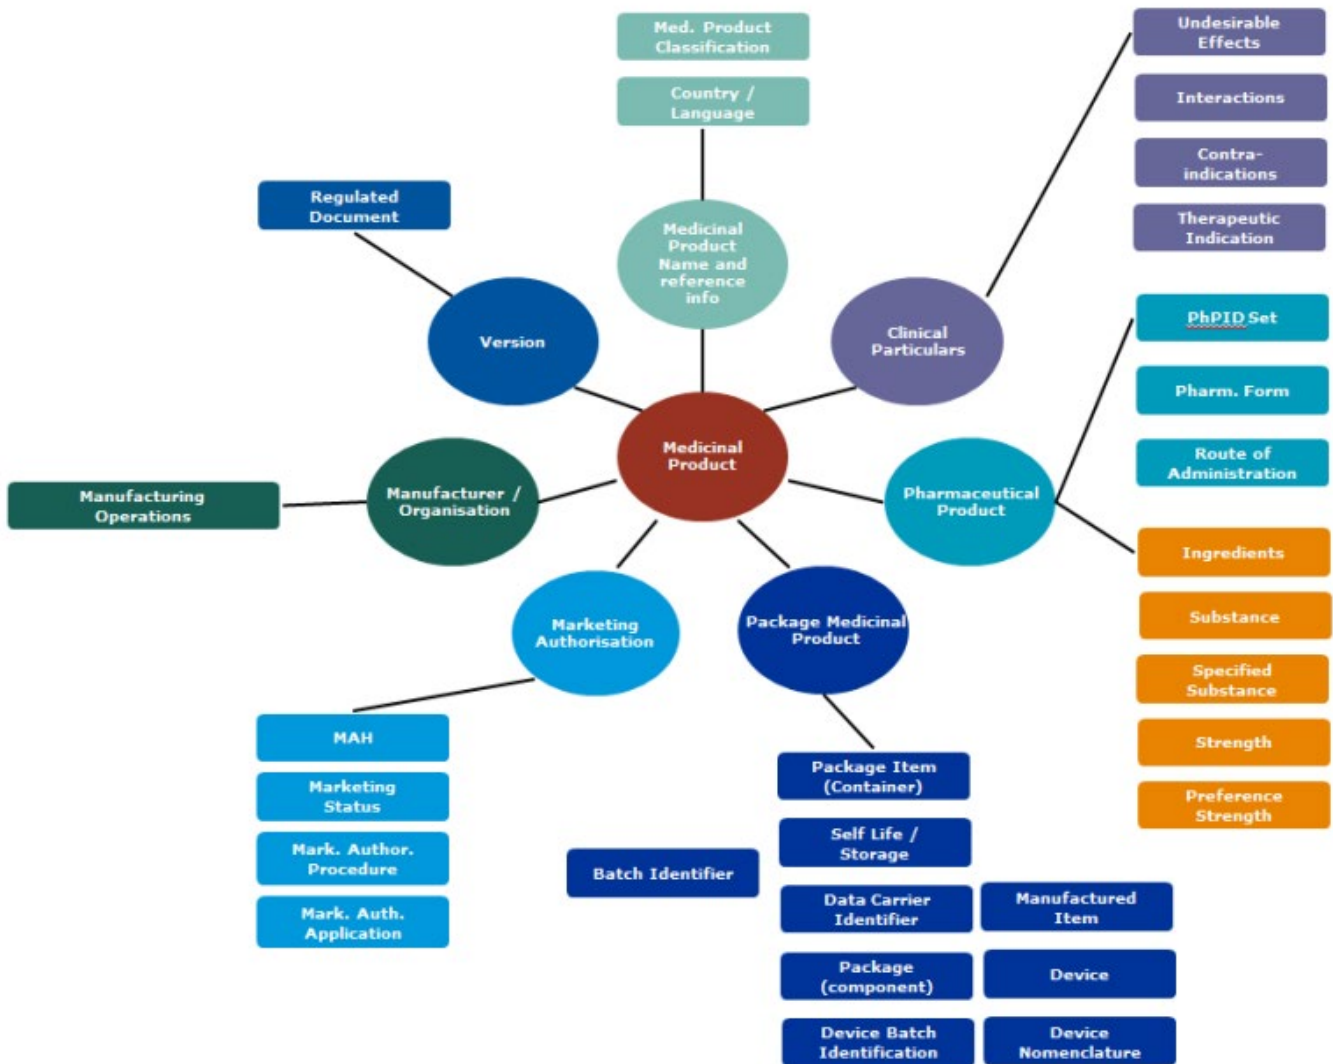 Med. Product
Classification
Country /
Language
Regulated
Document
Medicinal
Product
Name and
reference
info
Version
Clinical
Particulars
Undesirable
Effects
Interactions
Contra-
indications
Therapeutic
Indication
Medicinal
Product
Manufacturer /
Organisation
Manufacturing
Operations
Pharmaceutical
Product
PhPID Set
Pharm. Form
Route of
Administration
Ingredients
Substance
Specified
Substance
Strength
Preference
Strength
Marketing
Authorisation
MAH
Marketing
Status
Mark. Author.
Procedure
Mark. Auth.
Application
Package Medicinal
Product
Package Item
(Container)
Self Life /
Storage
Batch Identifier
Data Carrier
Identifier
Manufactured
Item
Package
(component)
Device
Device Batch
Identification
Device
Nomenclature